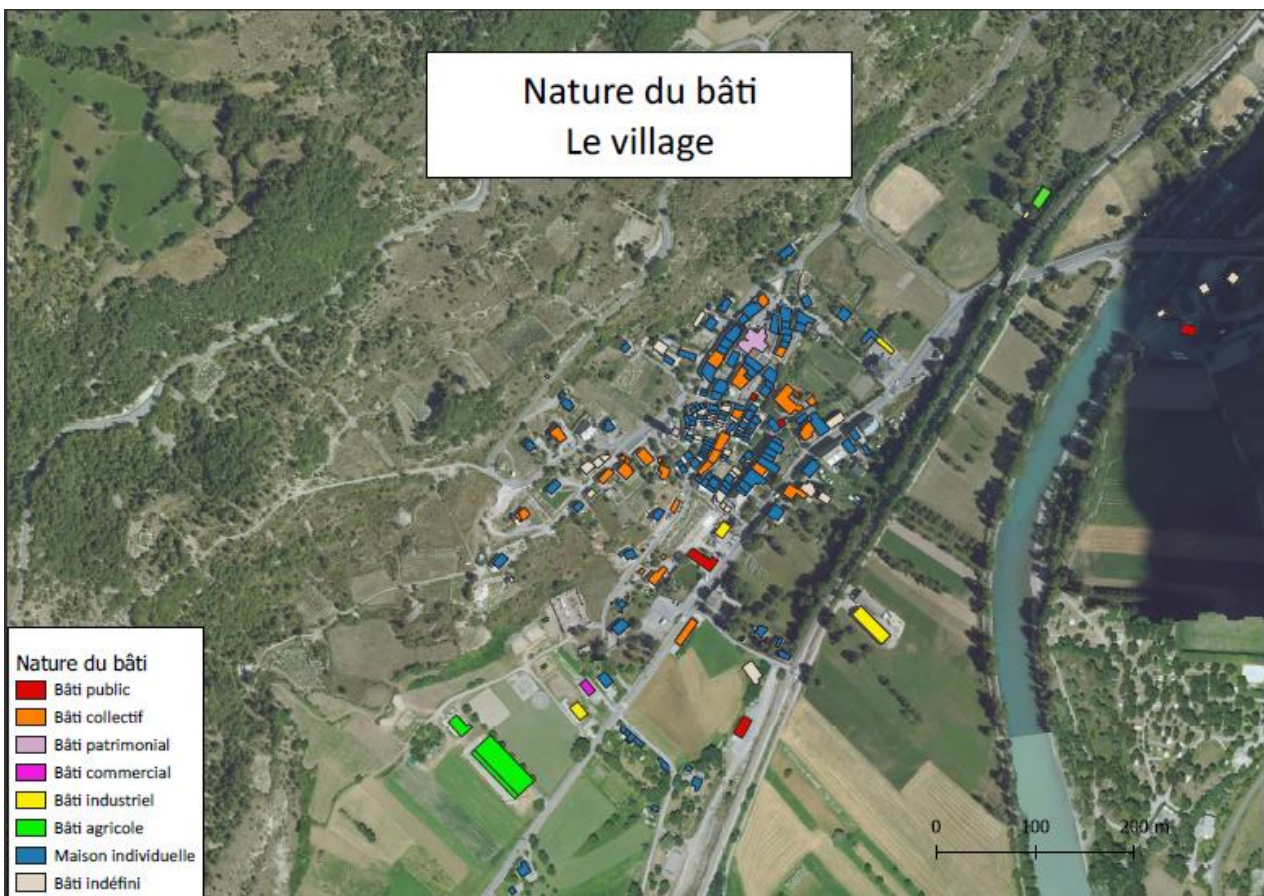 Nature du bâti
Le village
Nature du bâti
Bâti public
Bâti collectif
Bâti patrimonial
Bâti commercial
Bâti industriel
Bâti agricole
Maison individuelle
Bâti indéfini
0 100 200 m